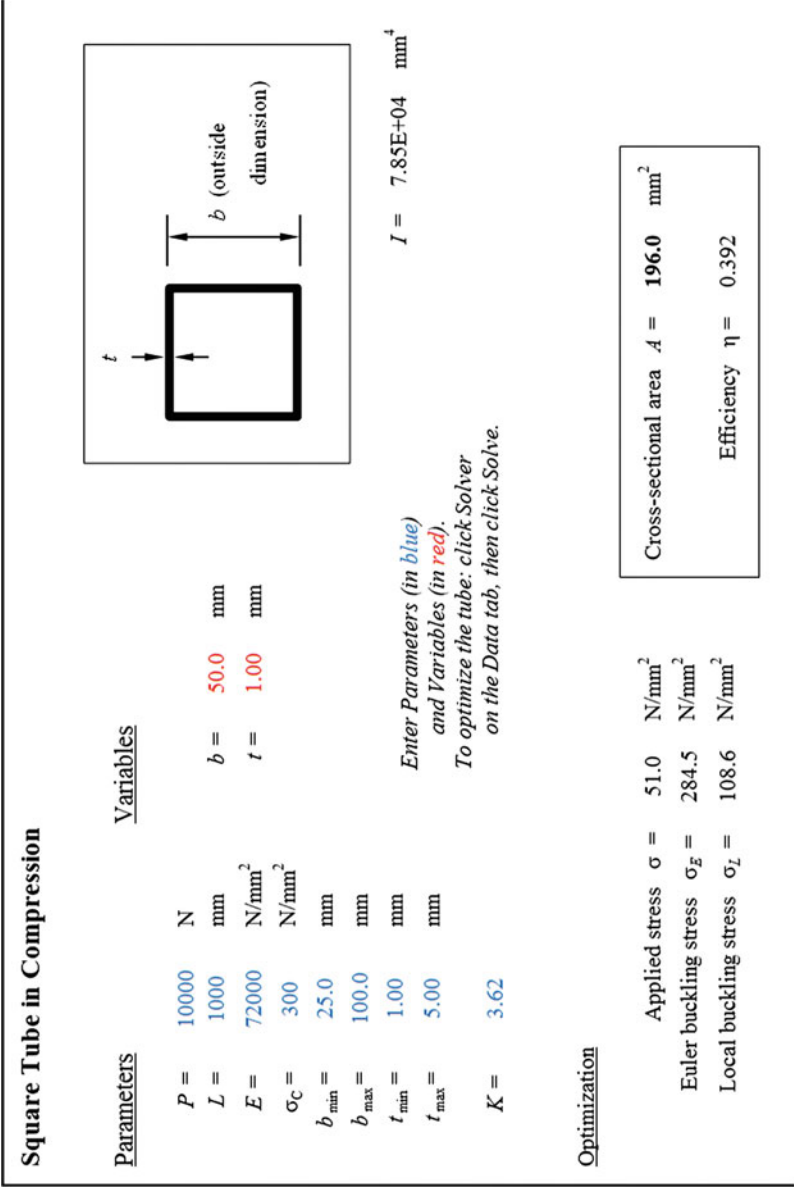 Square Tube in Compression
Parameters
P = 10000 N
L = 1000 mm
E = 72000 N/mm²
σC = 300 N/mm²
b min = 25.0 mm
b max = 100.0 mm
t min = 1.00 mm
t max = 5.00 mm
K = 3.62
Variables
b = 50.0 mm
t = 1.00 mm
t
b (outside
dimension)
I = 7.85E+04 mm⁴
Enter Parameters (in blue)
and Variables (in red).
To optimize the tube: click Solver
on the Data tab, then click Solve.
Optimization
Applied stress σ = 51.0 N/mm²
Euler buckling stress σE = 284.5 N/mm²
Local buckling stress σL = 108.6 N/mm²
Cross-sectional area A = 196.0 mm²
Efficiency η = 0.392